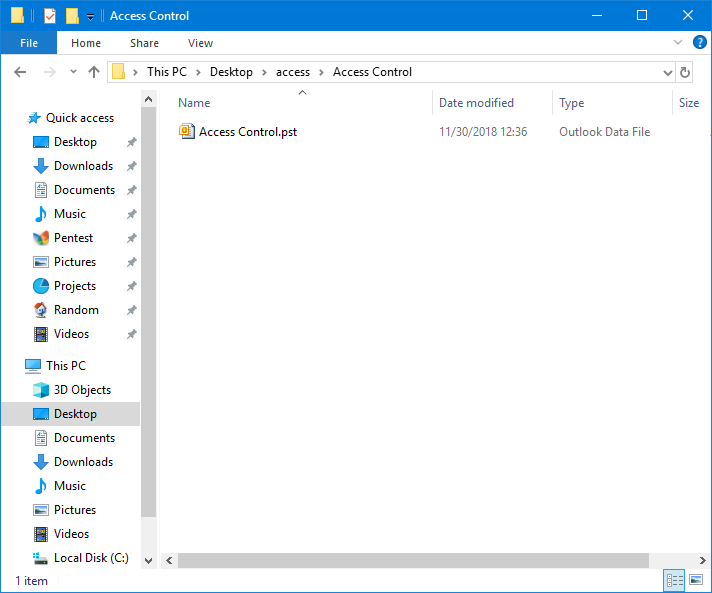 Access Control
File Home Share View
This PC Desktop access Access Control
Name Date modified Type Size
Access Control.pst 11/30/2018 12:36 Outlook Data File
Quick access
Desktop
Downloads
Documents
Music
Pentest
Pictures
Projects
Random
Videos
This PC
3D Objects
Desktop
Documents
Downloads
Music
Pictures
Videos
Local Disk (C:)
1 item